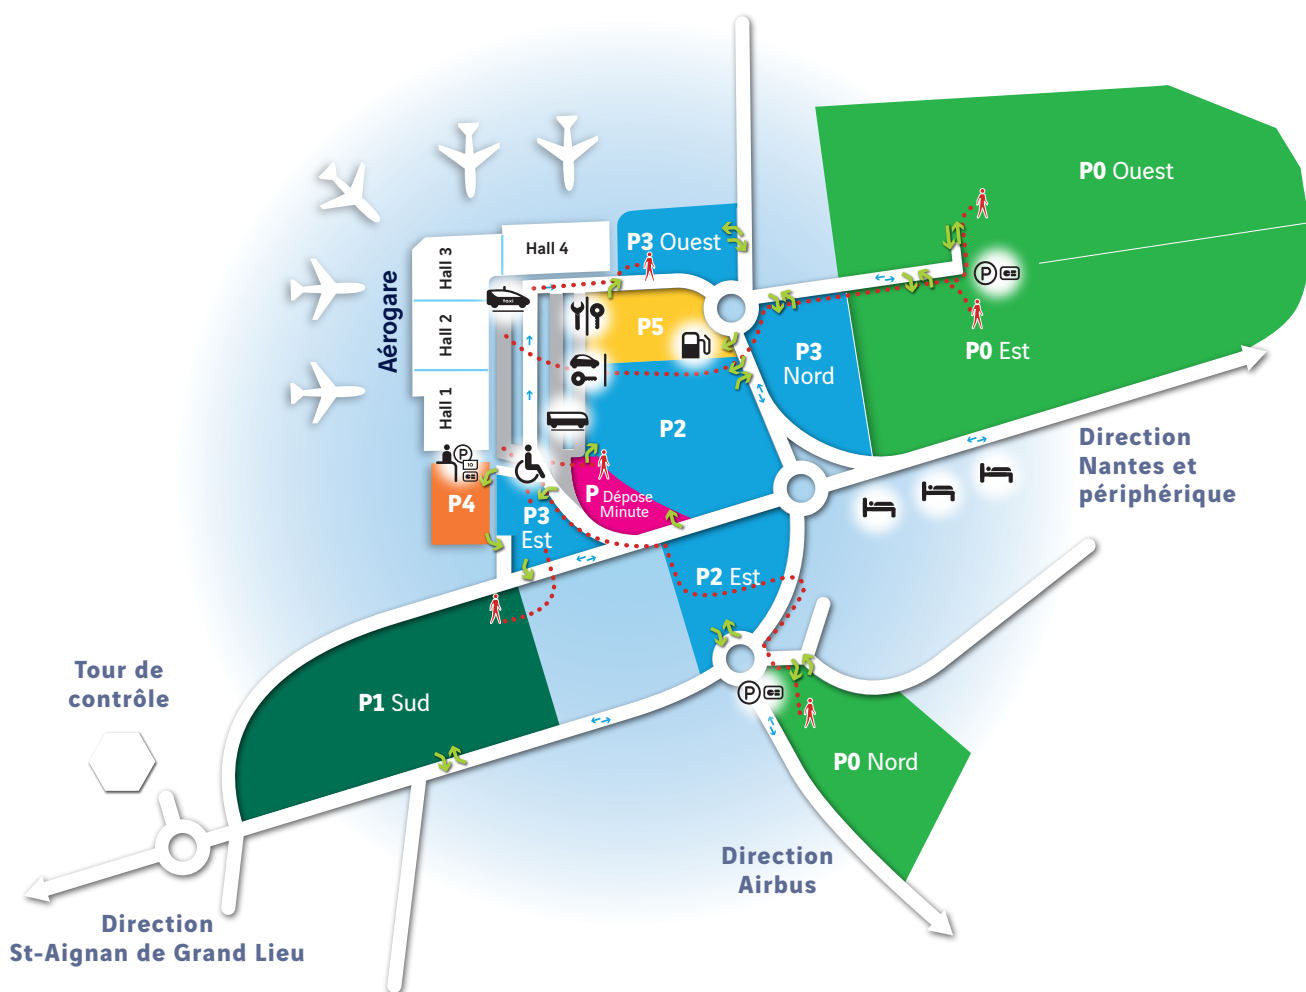 P0 Ouest
P3 Ouest
Hall 4
Hall 3
Hall 2
Hall 1
Aérogare
Taxi
P
P5
P3
Nord
P0 Est
P2
Direction
Nantes et
périphérique
P
10
P4
P Dépose
Minute
P3
Est
P2 Est
Tour de
contrôle
P1 Sud
P
P0 Nord
Direction
Airbus
Direction
St-Aignan de Grand Lieu